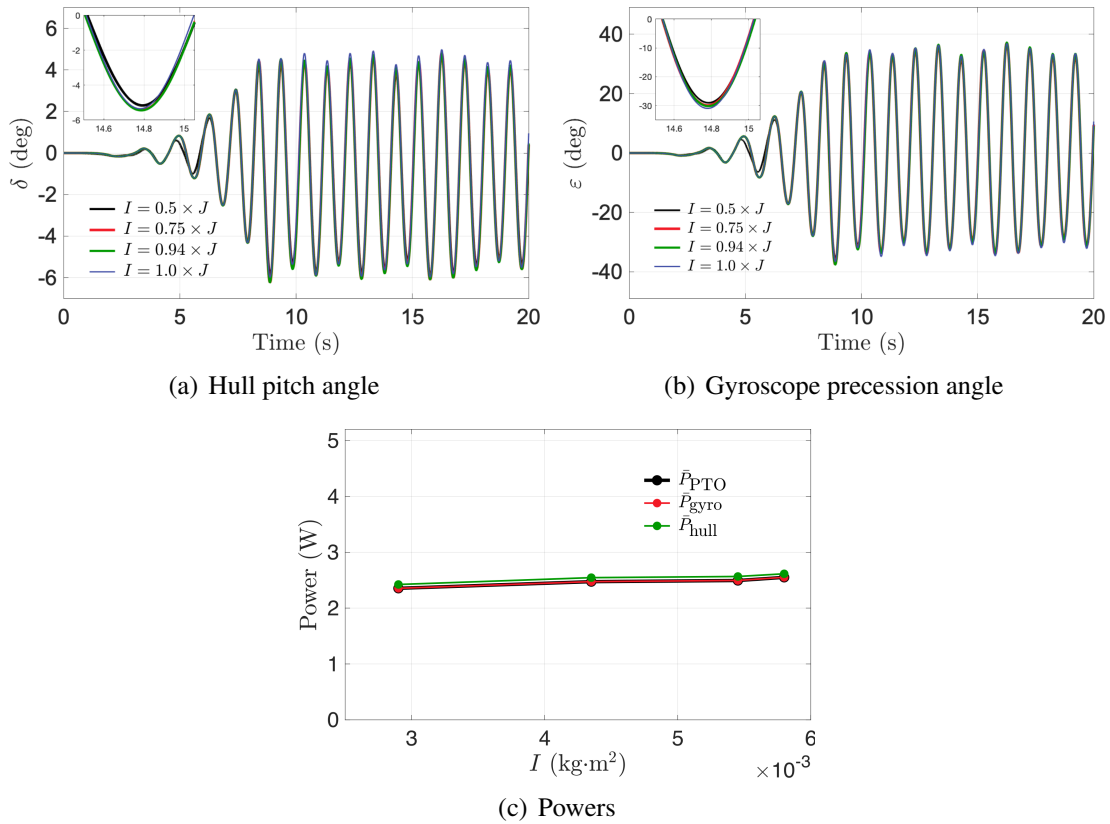 6
4
2
0
-2
-4
-6
δ (deg)
0
-2
-4
-6
14.6
14.8
15
I = 0.5 × J
I = 0.75 × J
I = 0.94 × J
I = 1.0 × J
0
5
10
15
20
Time (s)
(a) Hull pitch angle
40
20
0
-20
-40
ε (deg)
0
-10
-20
-30
14.6
14.8
15
I = 0.5 × J
I = 0.75 × J
I = 0.94 × J
I = 1.0 × J
0
5
10
15
20
Time (s)
(b) Gyroscope precession angle
5
4
3
2
1
0
Power (W)
P̄PTO
P̄gyro
P̄hull
3
4
5
6
×10⁻³
I (kg·m²)
(c) Powers